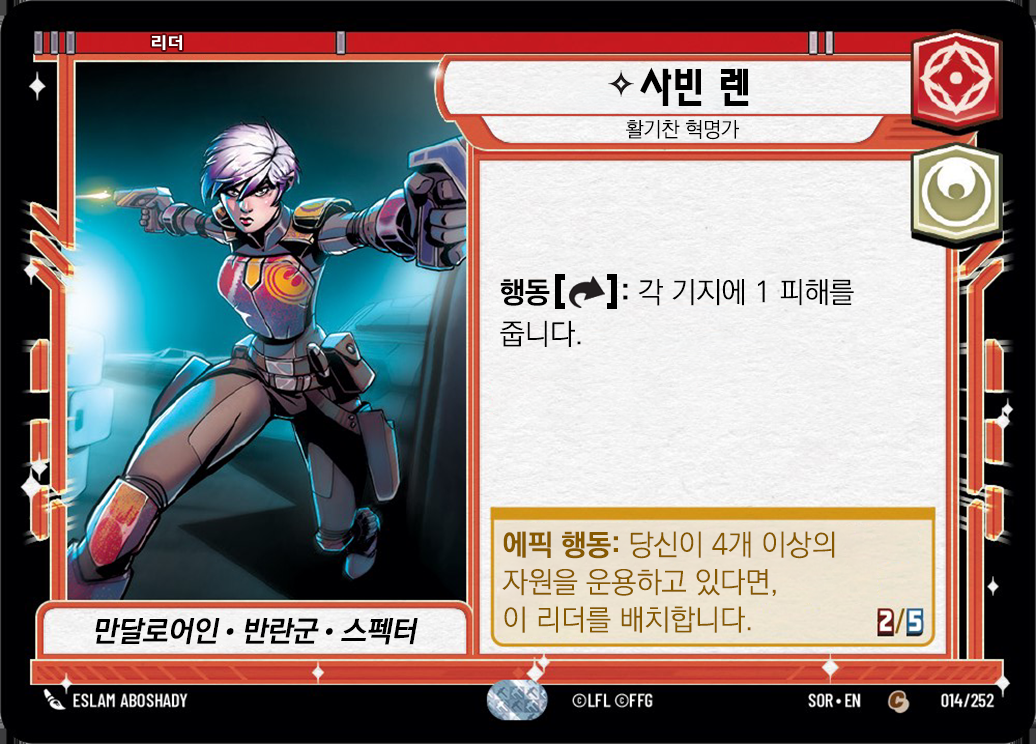 리더
✧사빈 렌
활기찬 혁명가
행동[↷]: 각 기지에 1 피해를
줍니다.
에픽 행동: 당신이 4개 이상의
자원을 운용하고 있다면,
이 리더를 배치합니다.
2/5
만달로어인 • 반란군 • 스펙터
ESLAM ABOSHADY
©LFL ©FFG
SOR • EN
C
014/252